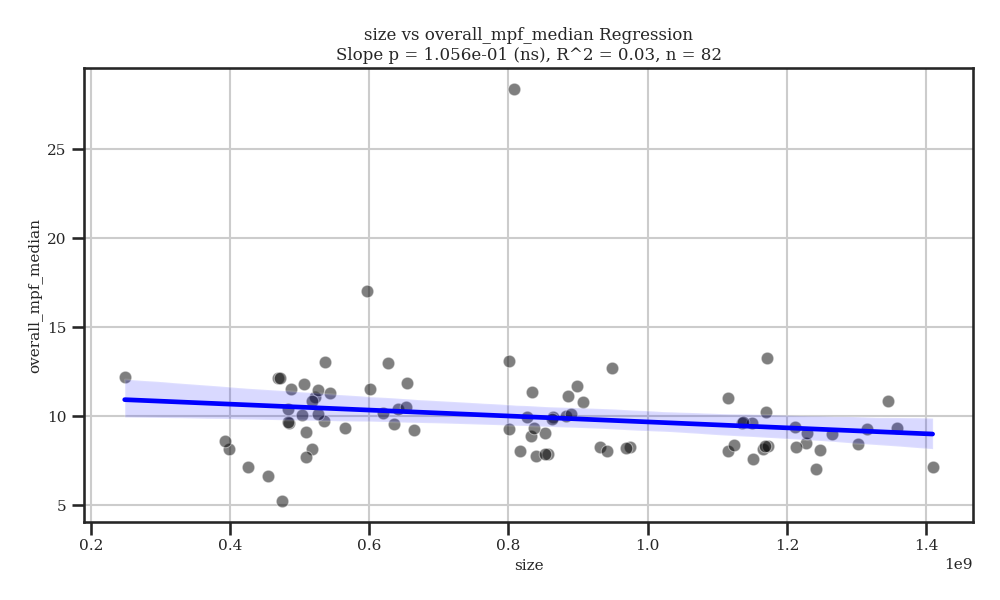 size vs overall_mpf_median Regression
Slope p = 1.056e-01 (ns), R^2 = 0.03, n = 82
overall_mpf_median
25
20
15
10
5
0.2 0.4 0.6 0.8 1.0 1.2 1.4
1e9
size